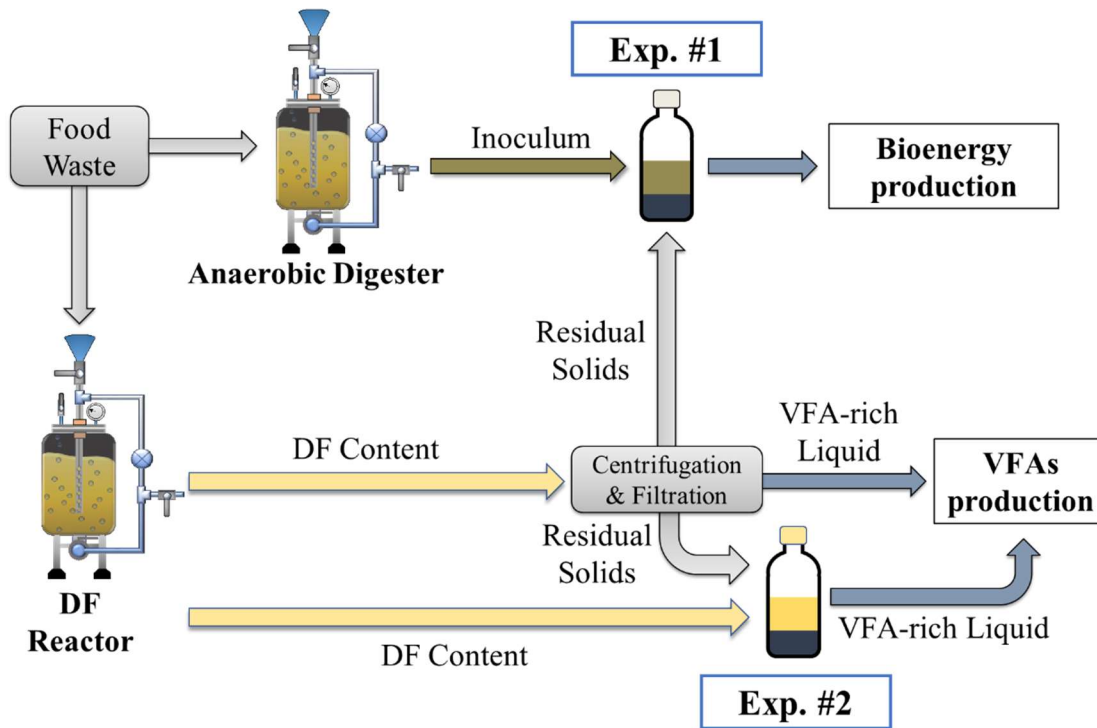 Exp. #1
Food
Waste
Inoculum
Bioenergy
production
Anaerobic Digester
Residual
Solids
VFA-rich
Liquid
DF Content
Centrifugation
& Filtration
VFAs
production
Residual
Solids
DF
Reactor
DF Content
VFA-rich Liquid
Exp. #2